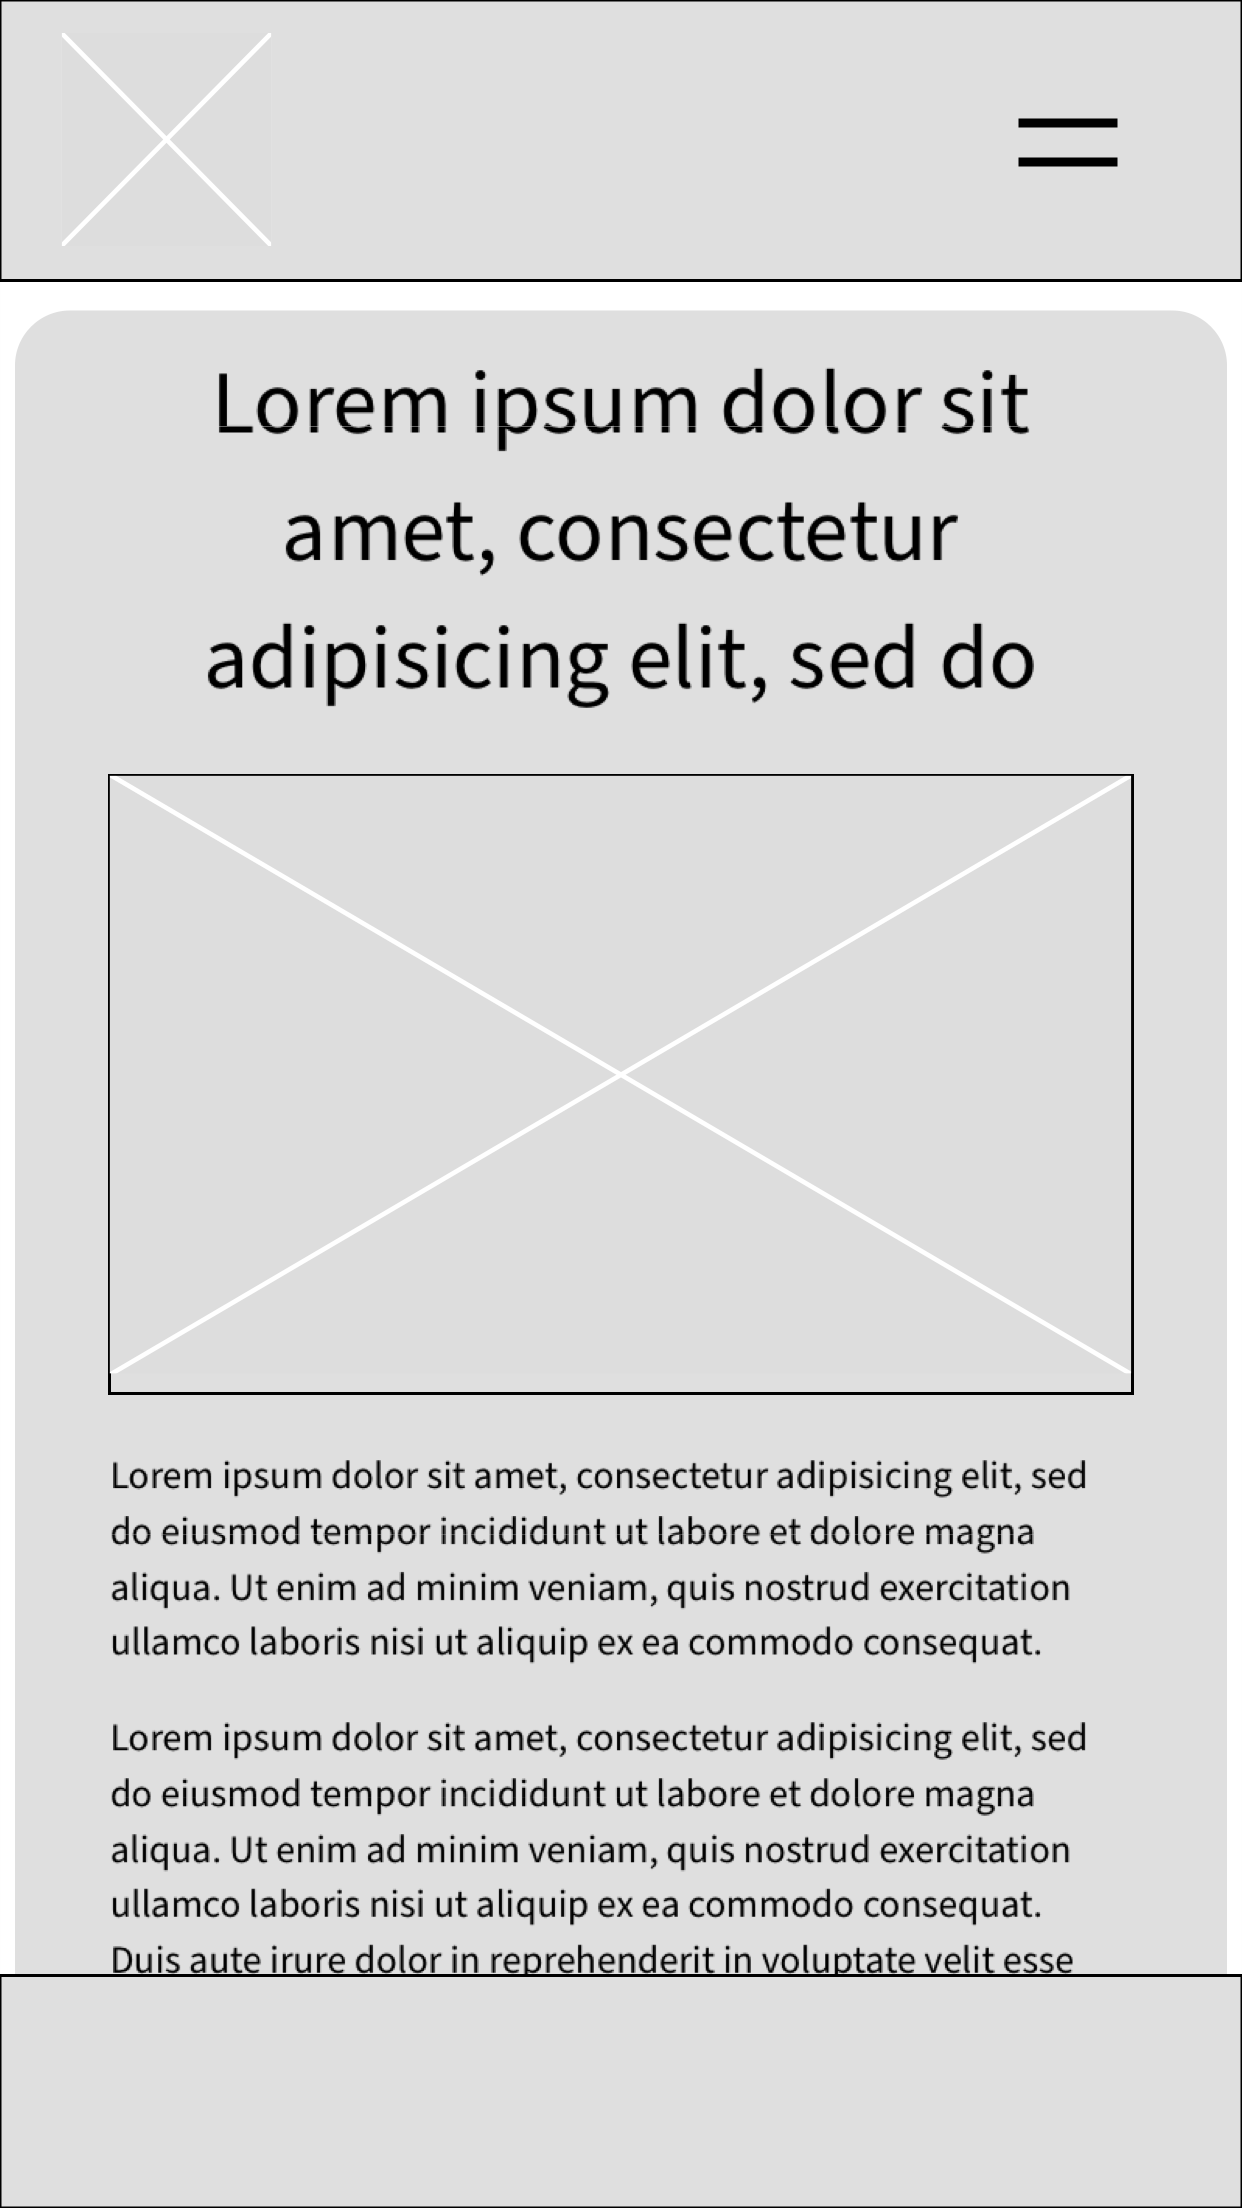 Lorem ipsum dolor sit
amet, consectetur
adipisicing elit, sed do
Lorem ipsum dolor sit amet, consectetur adipisicing elit, sed
do eiusmod tempor incididunt ut labore et dolore magna
aliqua. Ut enim ad minim veniam, quis nostrud exercitation
ullamco laboris nisi ut aliquip ex ea commodo consequat.
Lorem ipsum dolor sit amet, consectetur adipisicing elit, sed
do eiusmod tempor incididunt ut labore et dolore magna
aliqua. Ut enim ad minim veniam, quis nostrud exercitation
ullamco laboris nisi ut aliquip ex ea commodo consequat.
Duis aute irure dolor in reprehenderit in voluptate velit esse